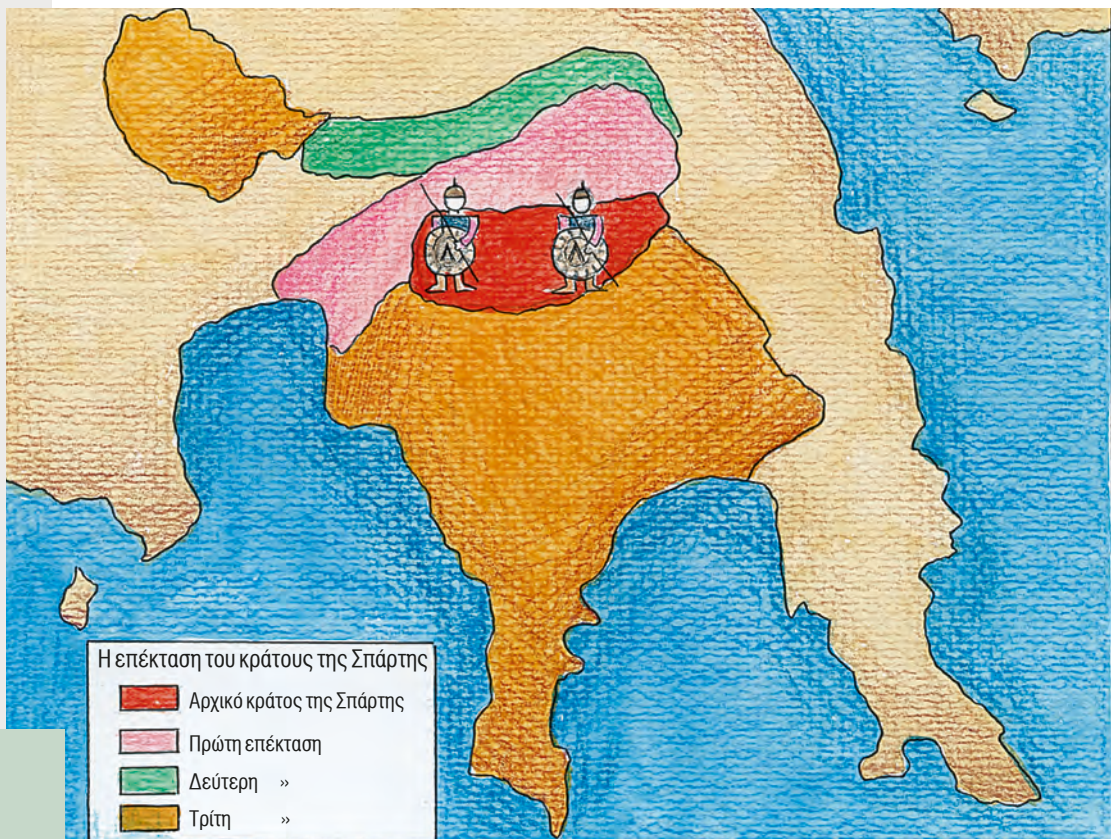 Η επέκταση του κράτους της Σπάρτης
Αρχικό κράτος της Σπάρτης
Πρώτη επέκταση
Δεύτερη »
Τρίτη »
Λ
Λ